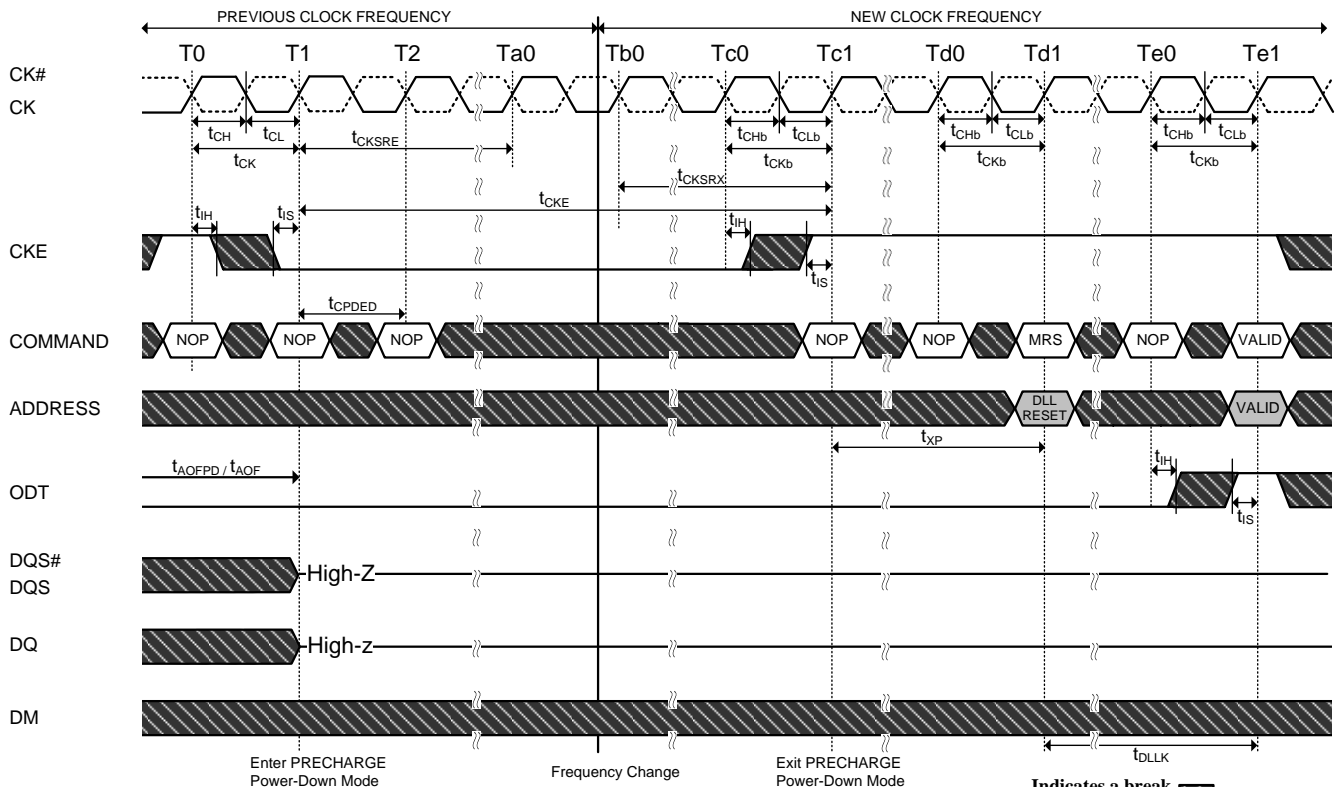 PREVIOUS CLOCK FREQUENCY NEW CLOCK FREQUENCY
T0 T1 T2 Ta0 Tb0 Tc0 Tc1 Td0 Td1 Te0 Te1
CK#
CK
tCH tCL tCHb tCLb tCHb tCLb tCHb tCLb
tCK tCKSRE tCKb tCKb tCKb
tCKSRX
tCKE
tIH tIS tIH
CKE
tIS
tCPDED
COMMAND NOP NOP NOP NOP NOP MRS NOP VALID
ADDRESS DLL RESET VALID
tXP
tAOFPD / tAOF tIH
ODT
tIS
DQS#
DQS High-Z
DQ High-z
DM
tDLLK
Enter PRECHARGE
Power-Down Mode
Frequency Change
Exit PRECHARGE
Power-Down Mode
Indicates a break